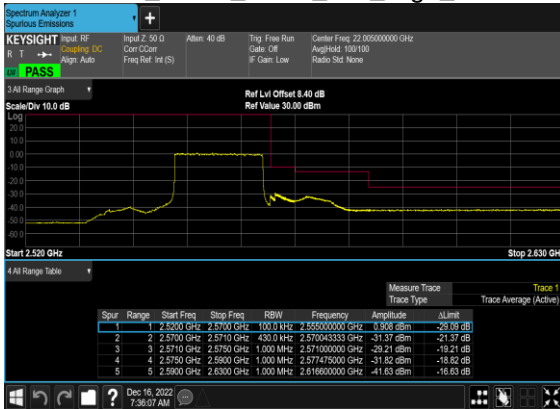 Spectrum Analyzer 1
Spurious Emissions
KEYSIGHT Input: RF Input Z: 50 Ω Atten: 40 dB Trig: Free Run Center Freq: 22.005000000 GHz
R T Coupling: DC Corr CCorr Gate: Off Avg|Hold: 100/100
Align: Auto Freq Ref: Int (S) IF Gain: Low Radio Std: None
PASS
3 All Range Graph
Ref Lvl Offset 8.40 dB
Scale/Div 10.0 dB Ref Value 30.00 dBm
Log
20.0
10.0
0.00
-10.0
-20.0
-30.0
-40.0
-50.0
-60.0
Start 2.520 GHz Stop 2.630 GH
4 All Range Table
Measure Trace Trace 1
Trace Type Trace Average (Active)
Spur Range Start Freq Stop Freq RBW Frequency Amplitude ΔLimit
1 1 2.5200 GHz 2.5700 GHz 100.0 kHz 2.555000000 GHz 0.908 dBm -29.09 dB
2 2 2.5700 GHz 2.5710 GHz 430.0 kHz 2.570043333 GHz -31.37 dBm -21.37 dB
3 3 2.5710 GHz 2.5750 GHz 1.000 MHz 2.571000000 GHz -29.21 dBm -19.21 dB
4 4 2.5750 GHz 2.5900 GHz 1.000 MHz 2.577475000 GHz -31.82 dBm -18.82 dB
5 5 2.5900 GHz 2.6300 GHz 1.000 MHz 2.616600000 GHz -41.63 dBm -16.63 dB
Dec 16, 2022
7:36:07 AM